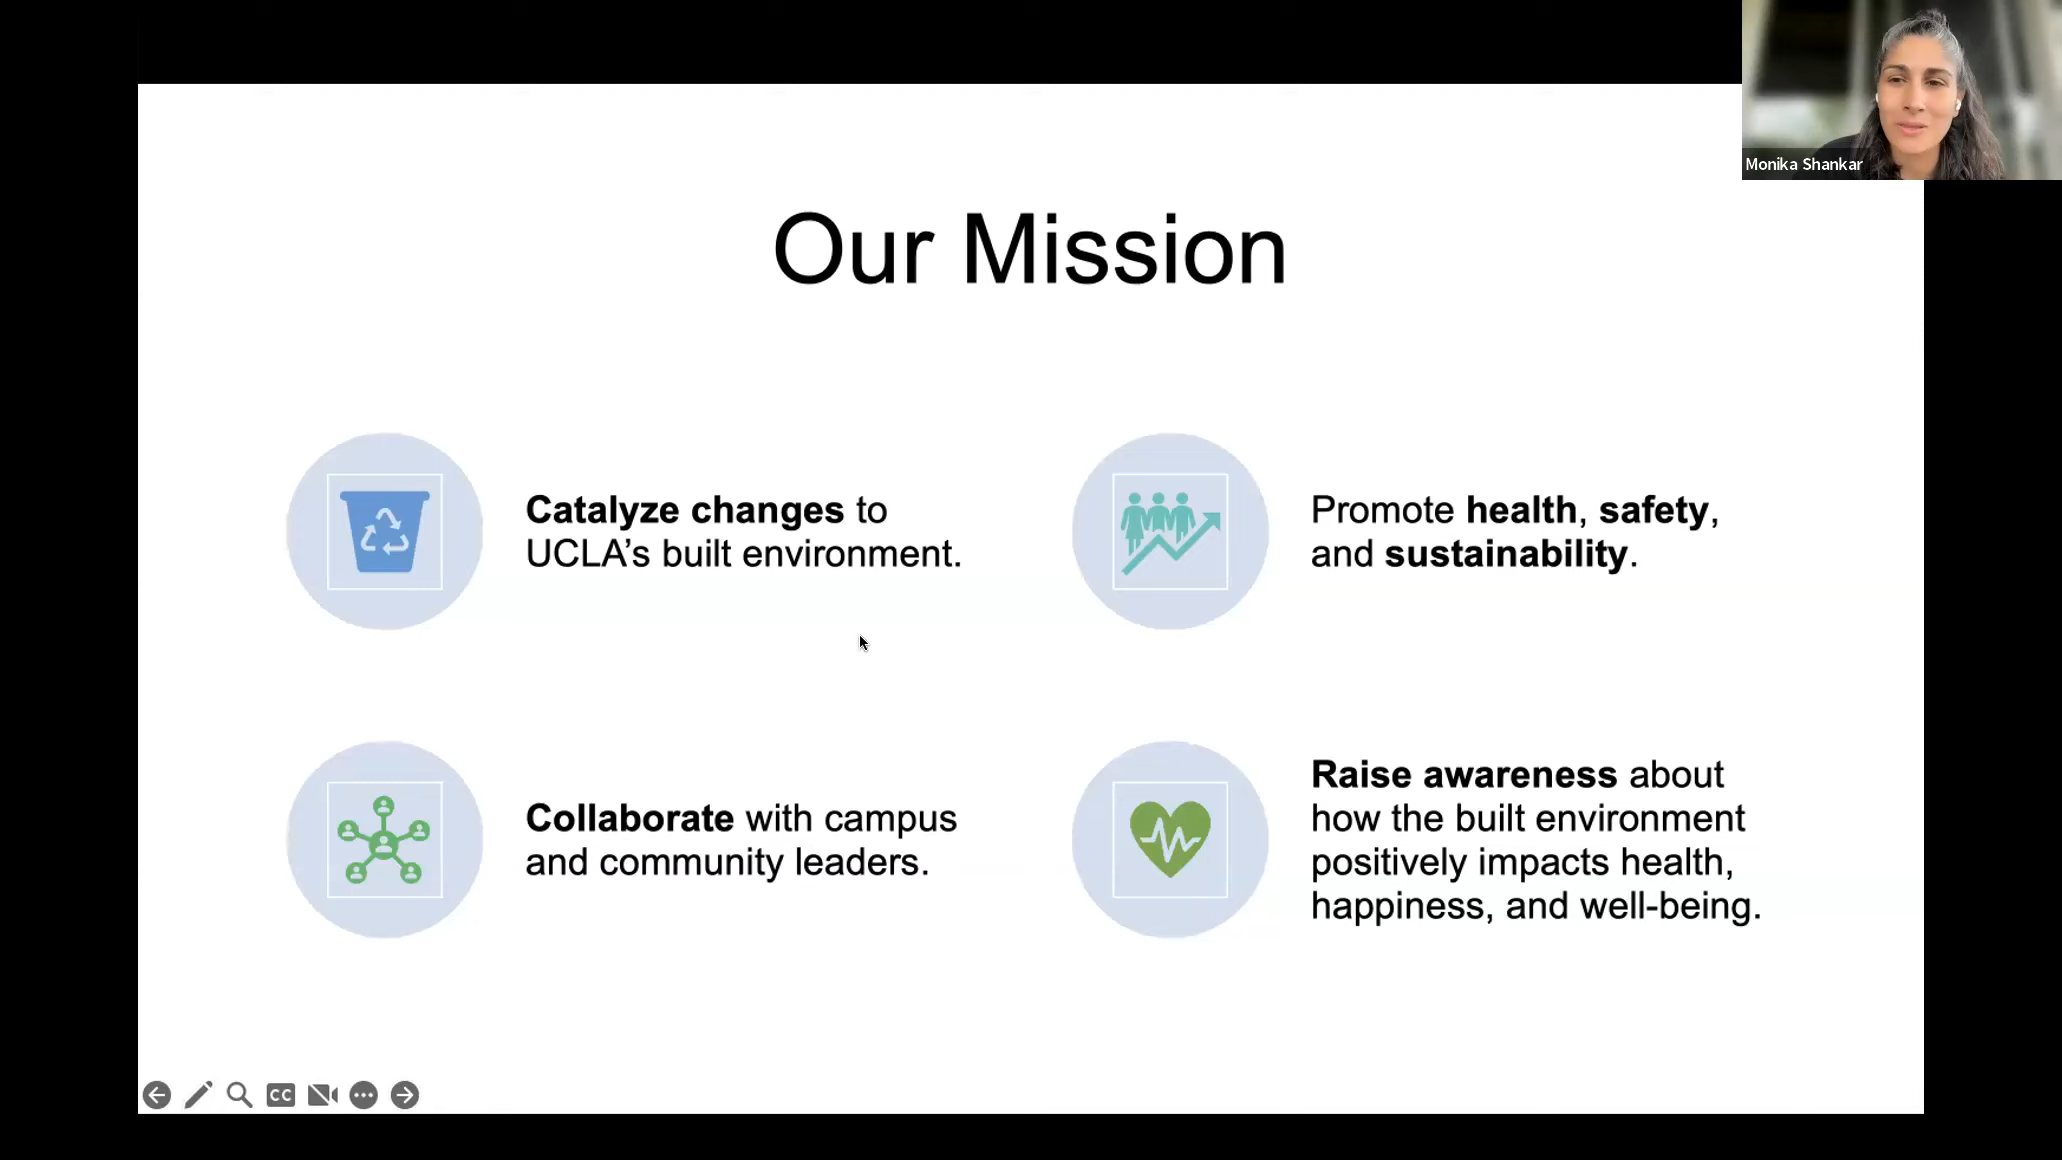 Monika Shankar
Our Mission
Catalyze changes to
UCLA’s built environment.
Promote health, safety,
and sustainability.
Collaborate with campus
and community leaders.
Raise awareness about
how the built environment
positively impacts health,
happiness, and well-being.
CC